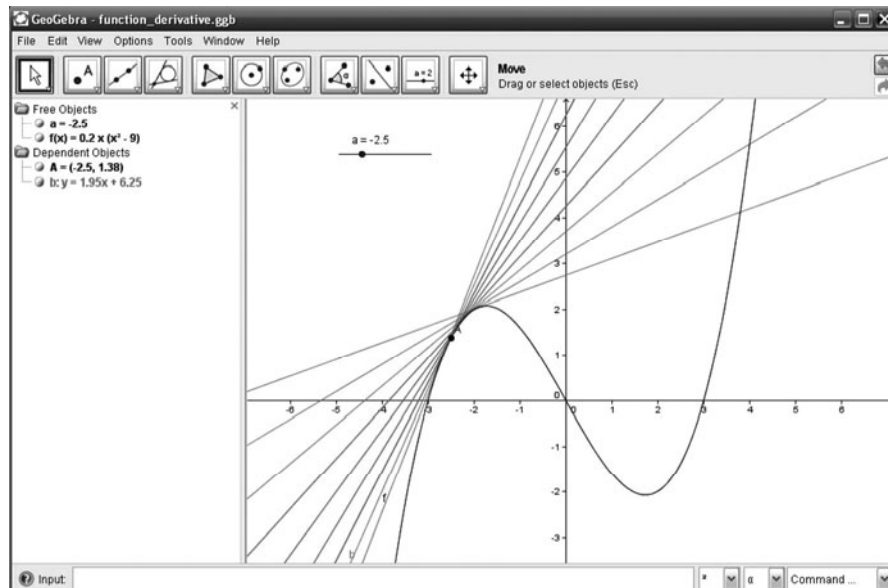 GeoGebra - function_derivative.ggb
File Edit View Options Tools Window Help
A
α
a=2
Move
Drag or select objects (Esc)
Free Objects
a = -2.5
f(x) = 0.2 x (x² - 9)
Dependent Objects
A = (-2.5, 1.38)
b: y = 1.95x + 6.25
a = -2.5
6
5
4
3
2
1
0
-1
-2
-3
-6 -5 -4 -3 -2 -1 0 1 2 3 4 5 6
A
f
b
Input:
α
Command ...